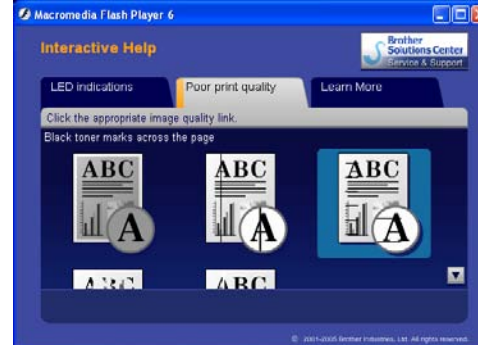 Macromedia Flash Player 6
Interactive Help
Brother
Solutions Center
Service & Support
LED indications
Poor print quality
Learn More
Click the appropriate image quality link.
Black toner marks across the page
ABC
A
ABC
A
ABC
A
ABC
ABC
© 2001-2005 Brother Industries, Ltd. All rights reserved.